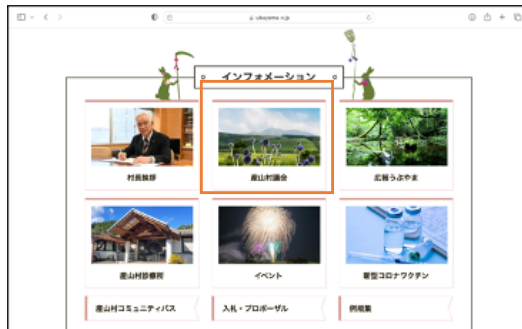 インフォメーション
村長挨拶
産山村議会
広報うぶやま
産山村診療所
イベント
新型コロナワクチン
産山村コミュニティバス
入札・プロポーザル
例規集